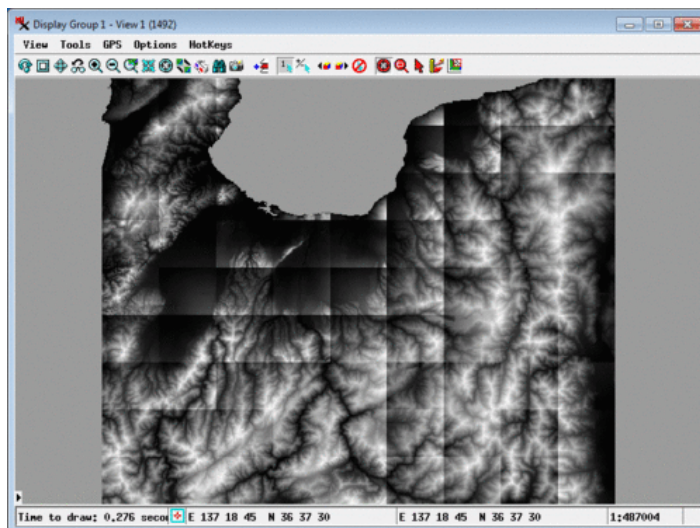 Display Group 1 - View 1 (1492)
View Tools GPS Options HotKeys
Time to draw: 0.276 secon E 137 18 45 N 36 37 30 E 137 18 45 N 36 37 30 1:487004